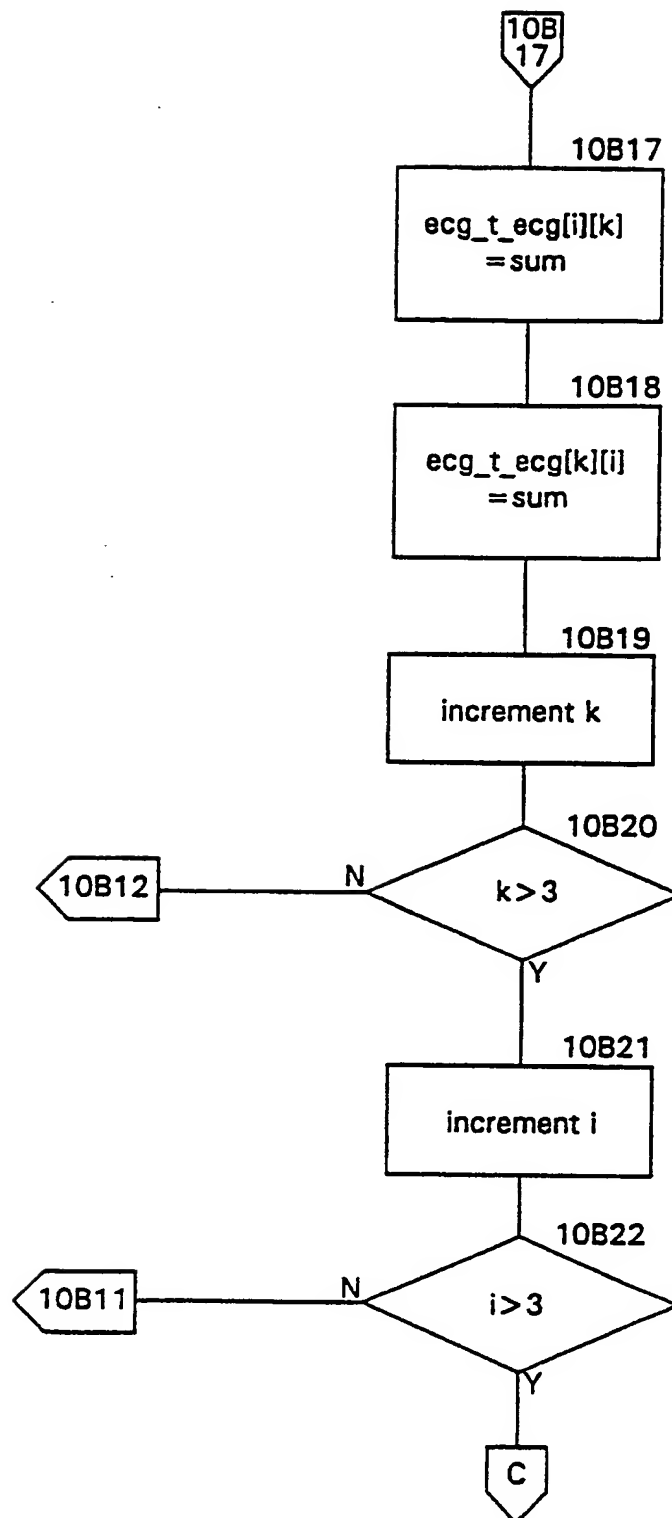 10B
17
10B17
ecg_t_ecg[i][k]
=sum
10B18
ecg_t_ecg[k][i]
=sum
10B19
increment k
10B20
10B12
N
k>3
Y
10B21
increment i
10B22
10B11
N
i>3
Y
C